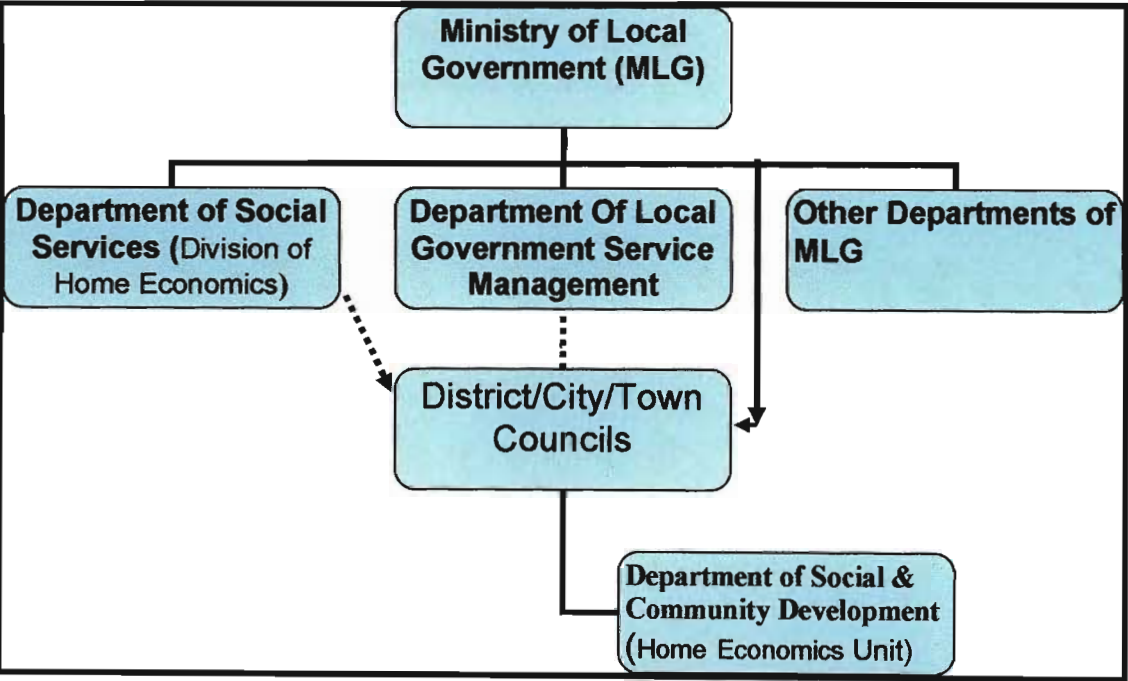 Ministry of Local
Government (MLG)
Department of Social
Services (Division of
Home Economics)
Department Of Local
Government Service
Management
Other Departments of
MLG
District/City/Town
Councils
Department of Social &
Community Development
(Home Economics Unit)